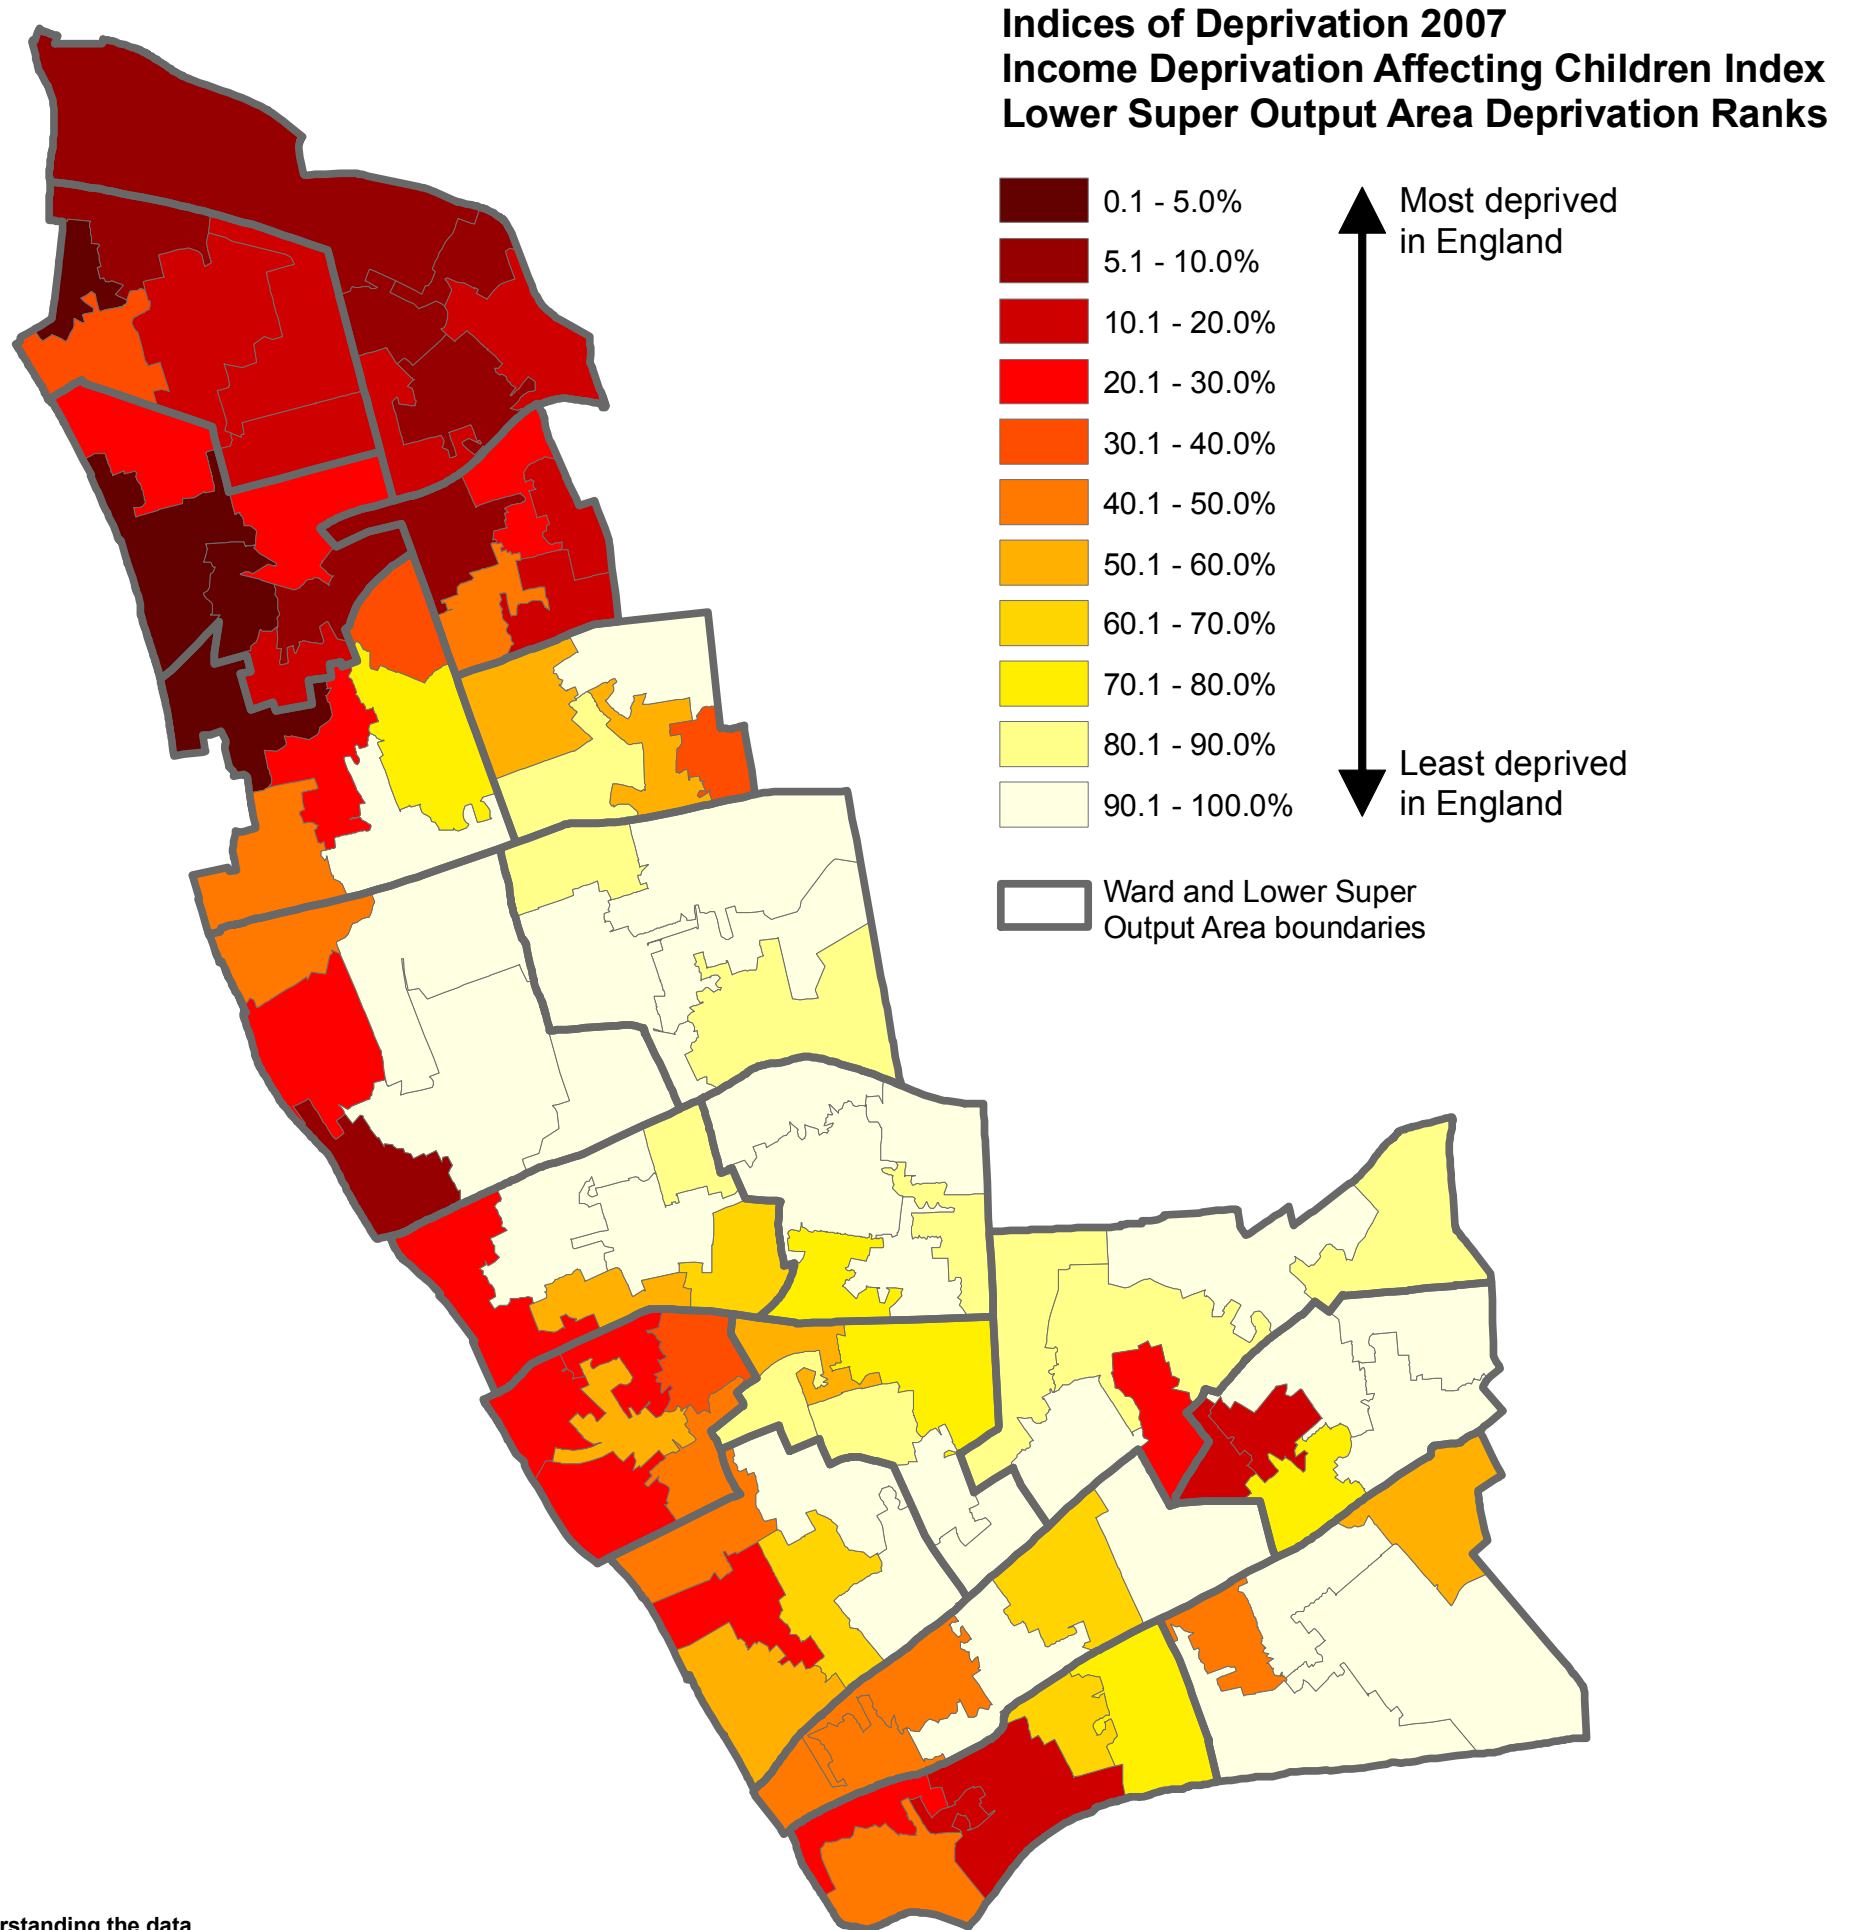 Indices of Deprivation 2007
Income Deprivation Affecting Children Index
Lower Super Output Area Deprivation Ranks
0.1 - 5.0%
5.1 - 10.0%
10.1 - 20.0%
20.1 - 30.0%
30.1 - 40.0%
40.1 - 50.0%
50.1 - 60.0%
60.1 - 70.0%
70.1 - 80.0%
80.1 - 90.0%
90.1 - 100.0%
Most deprived
in England
Least deprived
in England
Ward and Lower Super
Output Area boundaries
the data